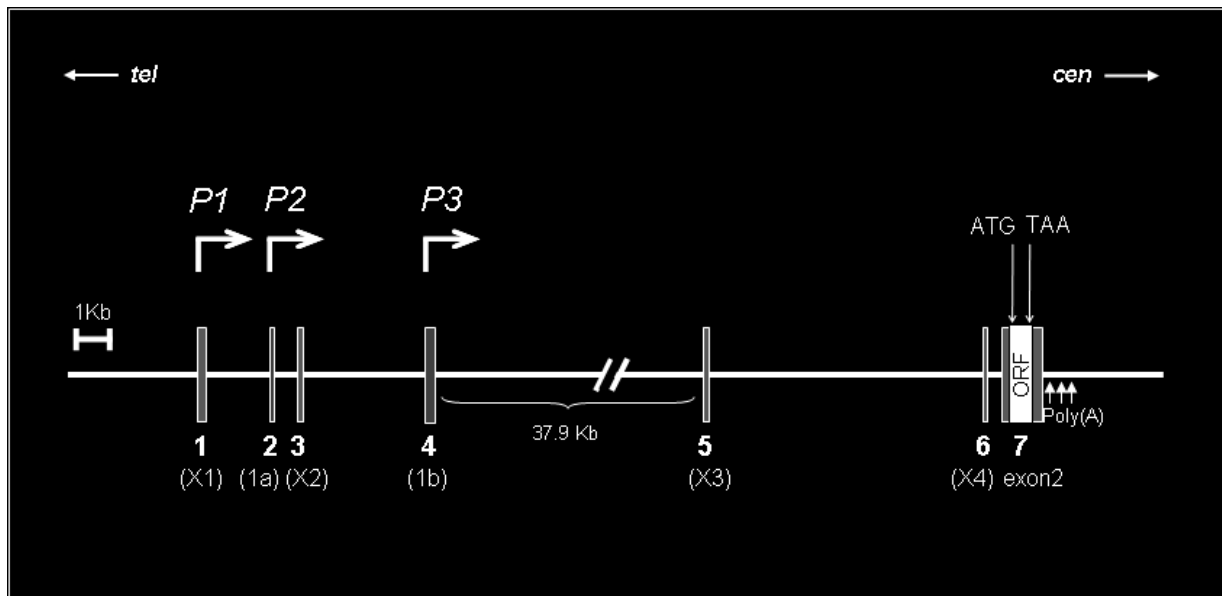 tel cen
P1 P2 P3
ATG TAA
1Kb
ORF
Poly(A)
37.9 Kb
1 2 3 4 5 6 7
(X1) (1a) (X2) (1b) (X3) (X4) exon2